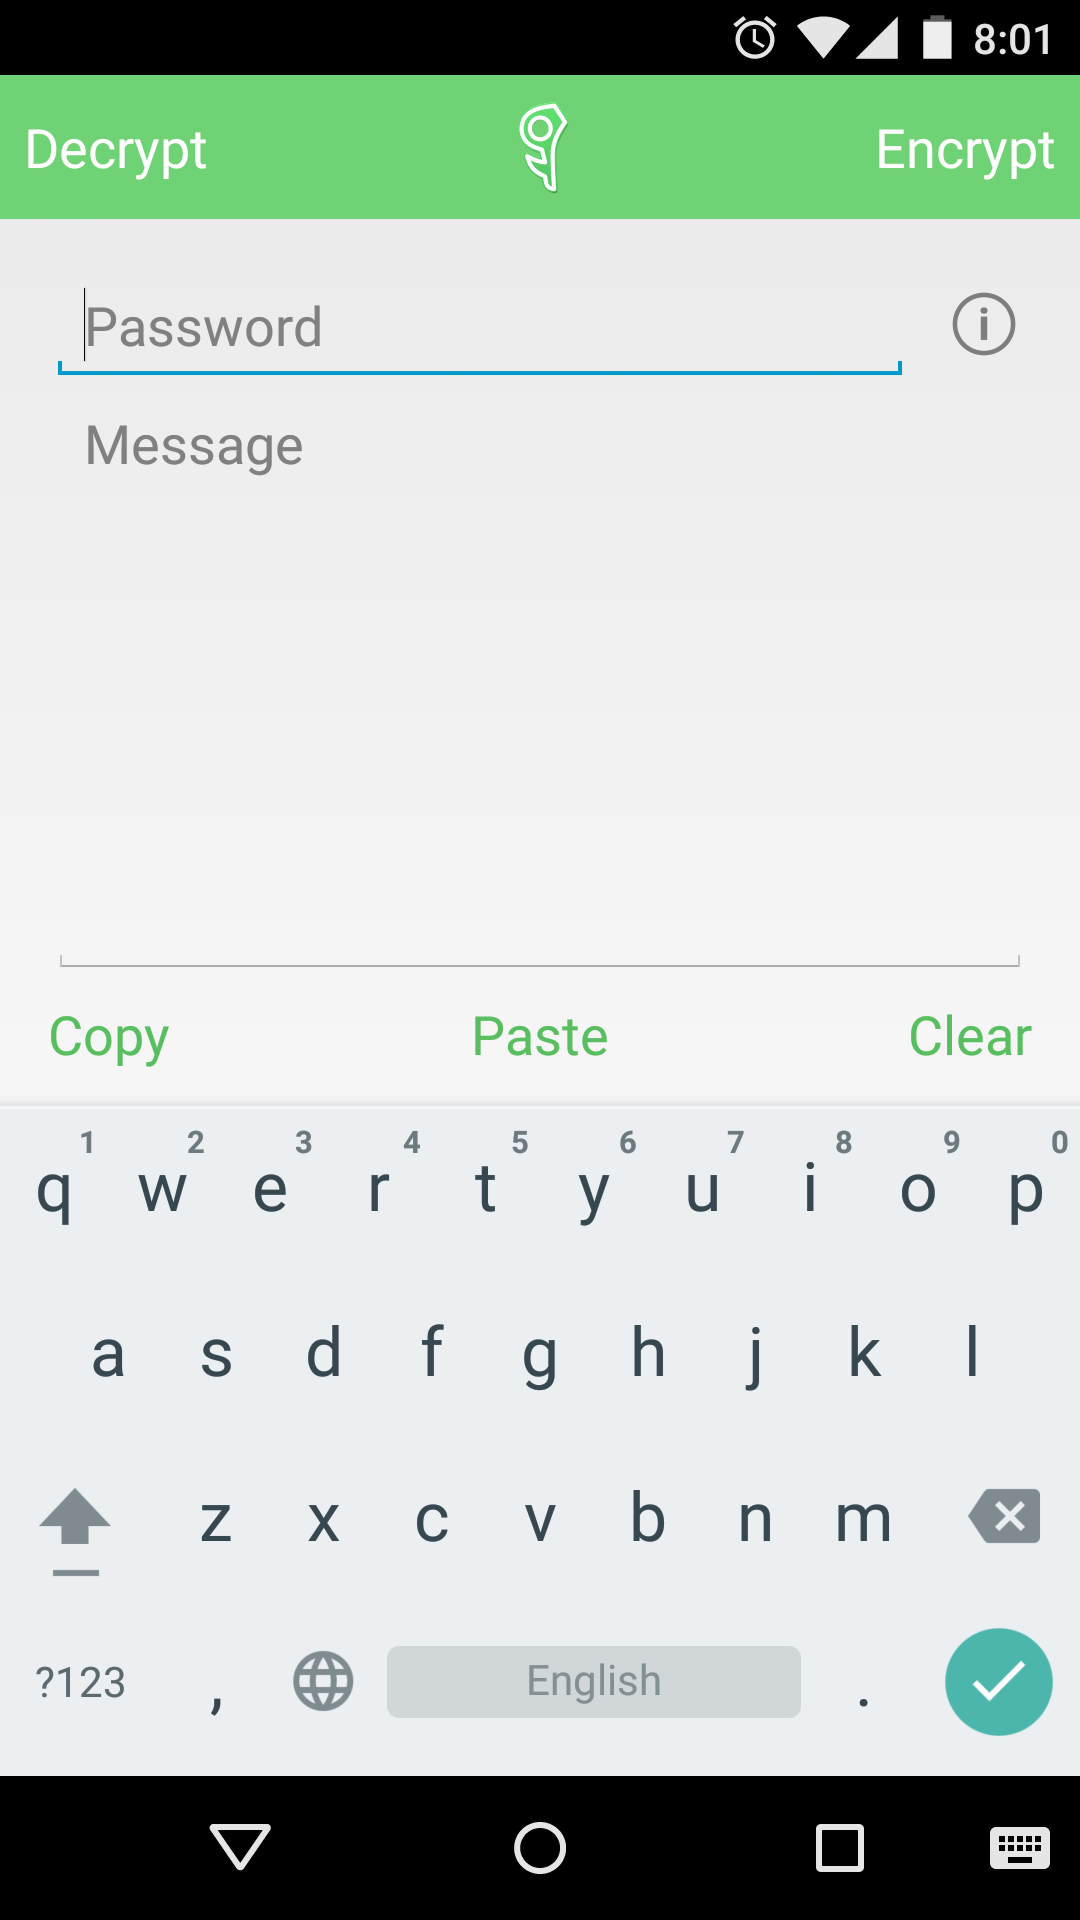 8:01
Decrypt Encrypt
Password
Message
Copy Paste Clear
1 2 3 4 5 6 7 8 9 0
q w e r t y u i o p
a s d f g h j k l
z x c v b n m
?123 , English .